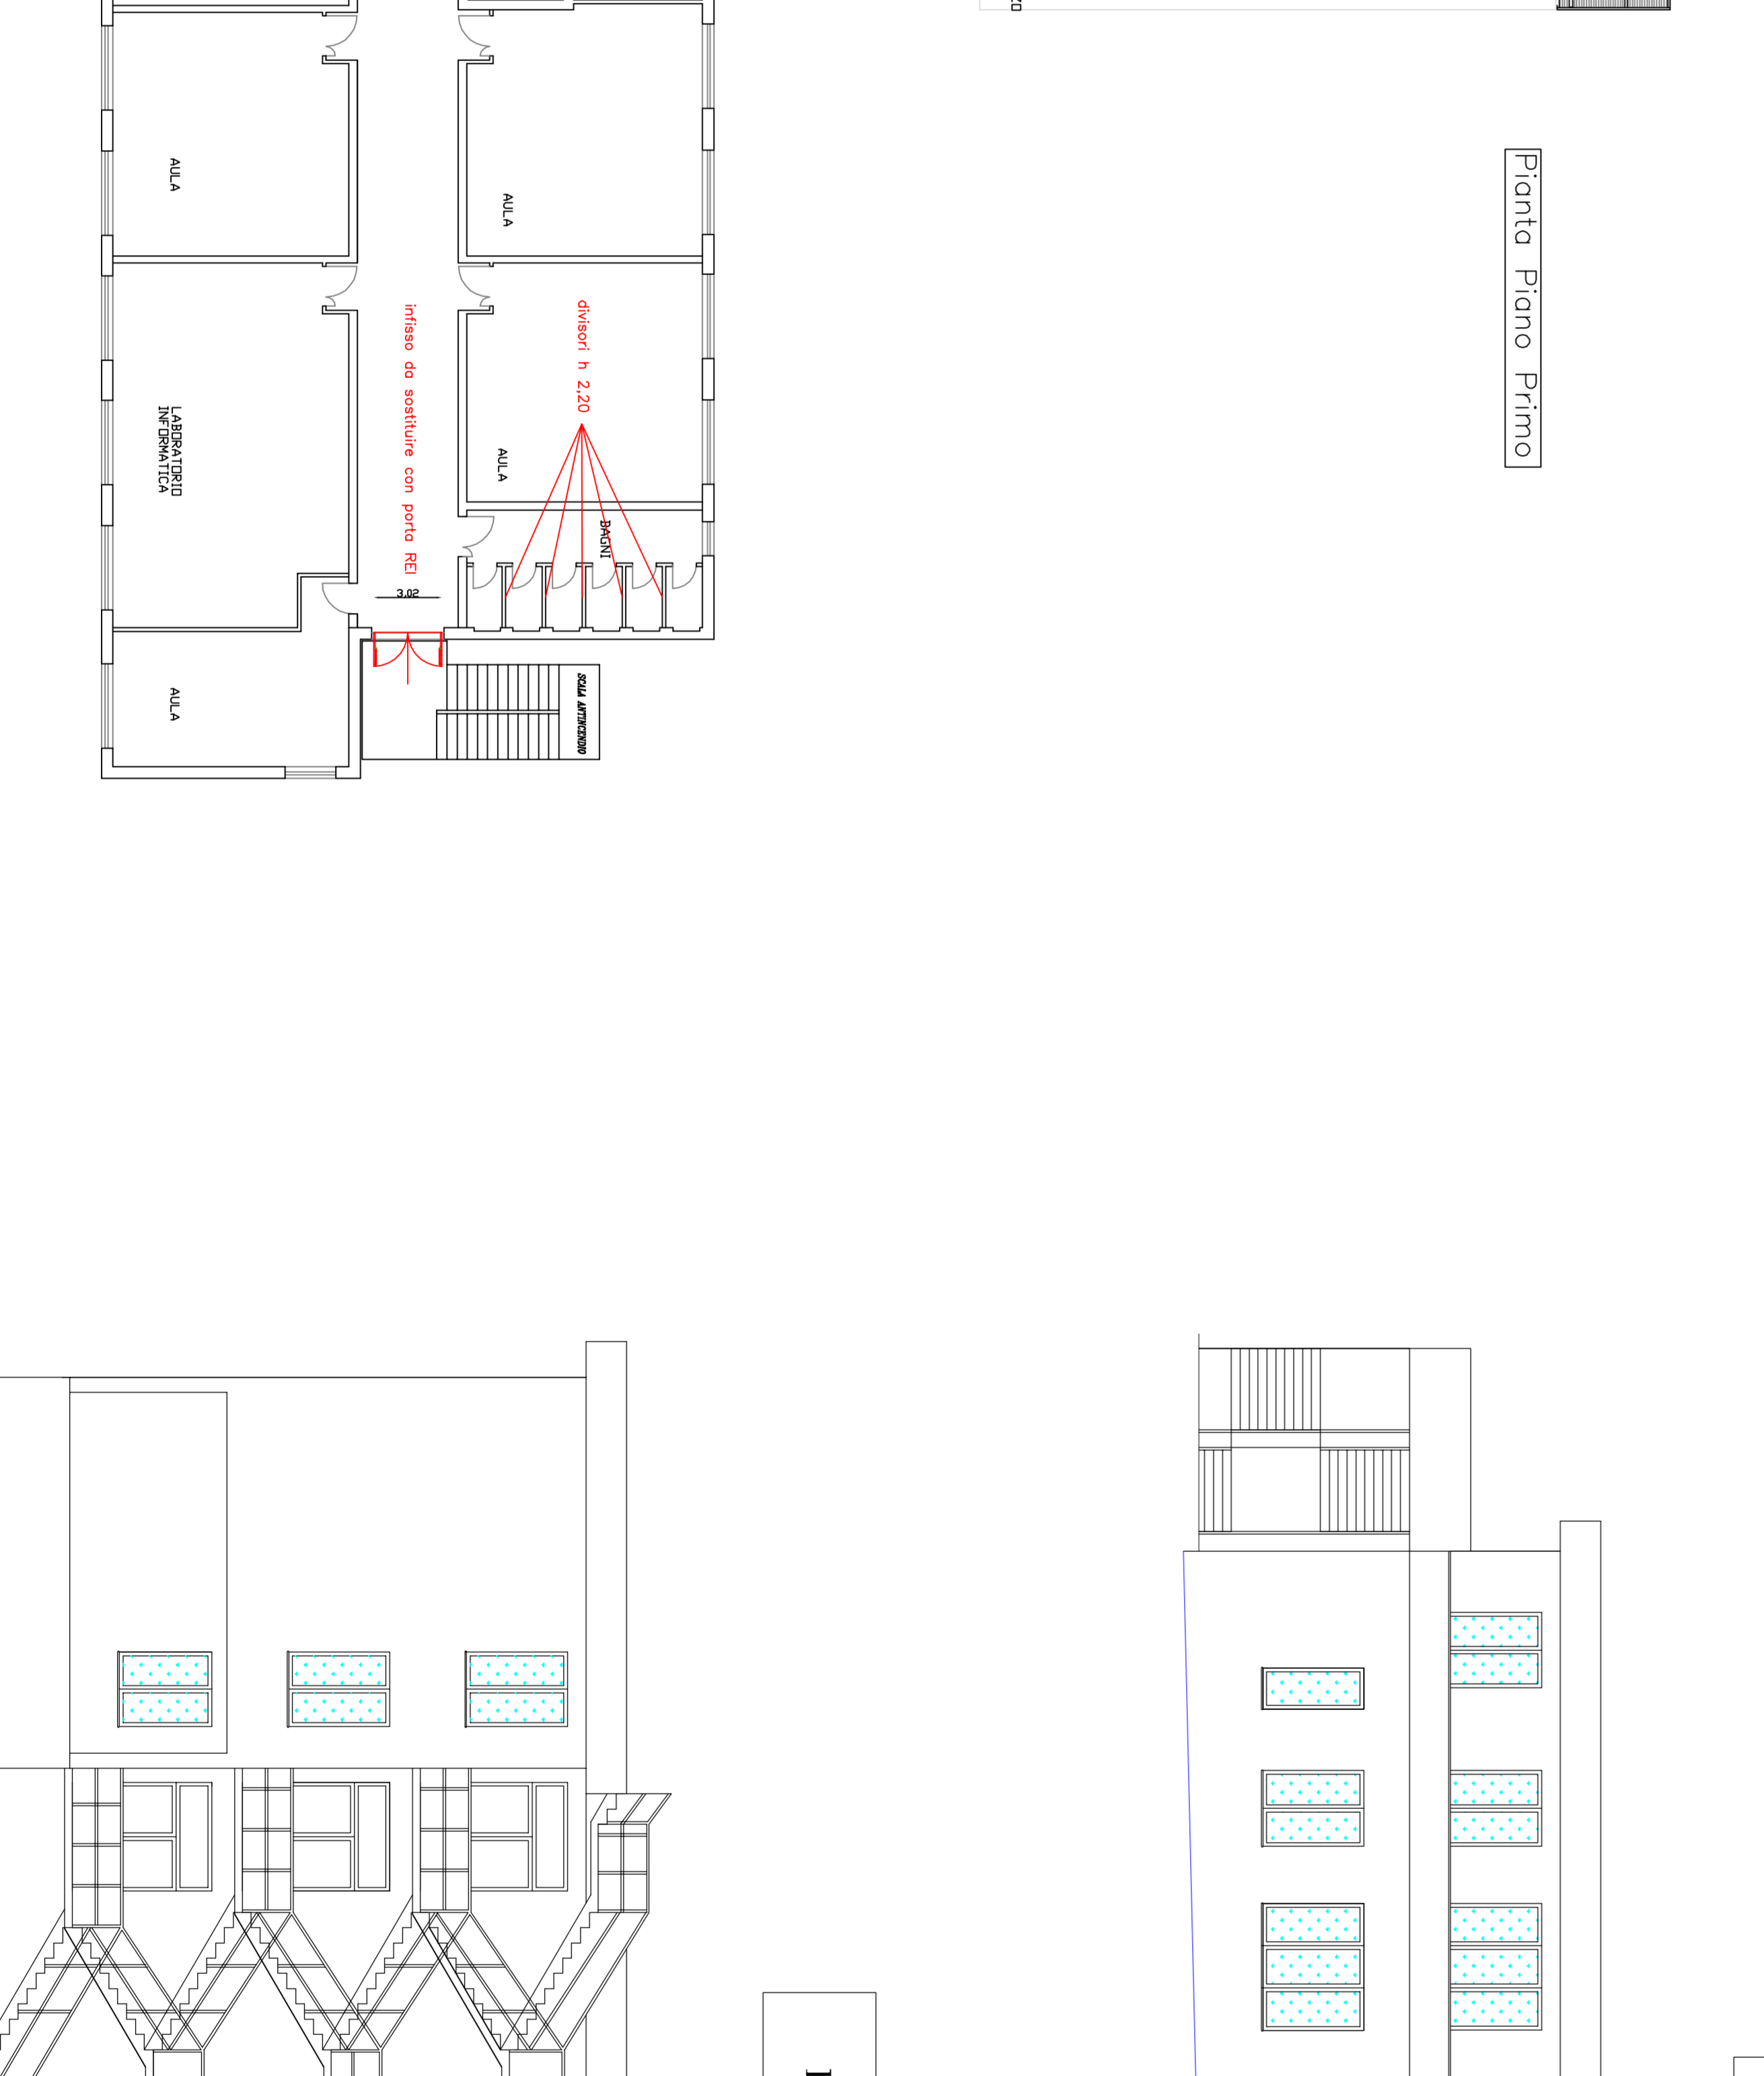 Pianta Piano Primo
AULA
AULA
divisori h 2,20
infisso da sostituire con porta REI
LABORATORIO
INFORMATICA
AULA
BAGNI
3,02
SCALA ANTINCENDIO
AULA